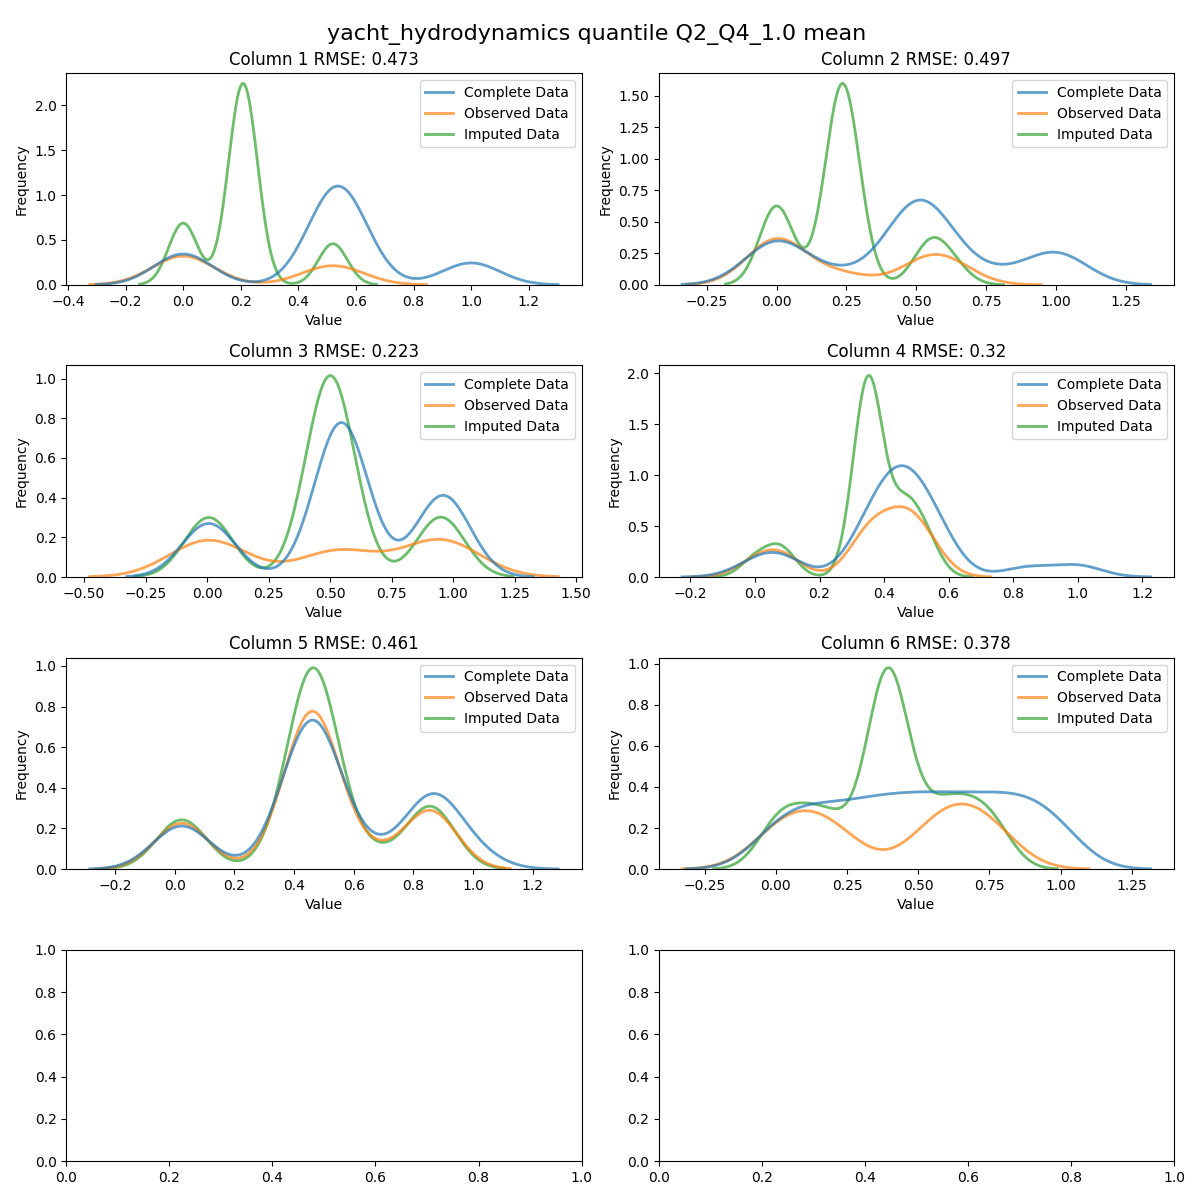 yacht_hydrodynamics quantile Q2_Q4_1.0 mean
Column 1 RMSE: 0.473
Complete Data
Observed Data
Imputed Data
Frequency
2.0
1.5
1.0
0.5
0.0
−0.4 −0.2 0.0 0.2 0.4 0.6 0.8 1.0 1.2
Value
Column 2 RMSE: 0.497
Complete Data
Observed Data
Imputed Data
Frequency
1.50
1.25
1.00
0.75
0.50
0.25
0.00
−0.25 0.00 0.25 0.50 0.75 1.00 1.25
Value
Column 3 RMSE: 0.223
Complete Data
Observed Data
Imputed Data
Frequency
1.0
0.8
0.6
0.4
0.2
0.0
−0.50 −0.25 0.00 0.25 0.50 0.75 1.00 1.25 1.50
Value
Column 4 RMSE: 0.32
Complete Data
Observed Data
Imputed Data
Frequency
2.0
1.5
1.0
0.5
0.0
−0.2 0.0 0.2 0.4 0.6 0.8 1.0 1.2
Value
Column 5 RMSE: 0.461
Complete Data
Observed Data
Imputed Data
Frequency
1.0
0.8
0.6
0.4
0.2
0.0
−0.2 0.0 0.2 0.4 0.6 0.8 1.0 1.2
Value
Column 6 RMSE: 0.378
Complete Data
Observed Data
Imputed Data
Frequency
1.0
0.8
0.6
0.4
0.2
0.0
−0.25 0.00 0.25 0.50 0.75 1.00 1.25
Value
1.0
0.8
0.6
0.4
0.2
0.0
0.0 0.2 0.4 0.6 0.8 1.0
1.0
0.8
0.6
0.4
0.2
0.0
0.0 0.2 0.4 0.6 0.8 1.0